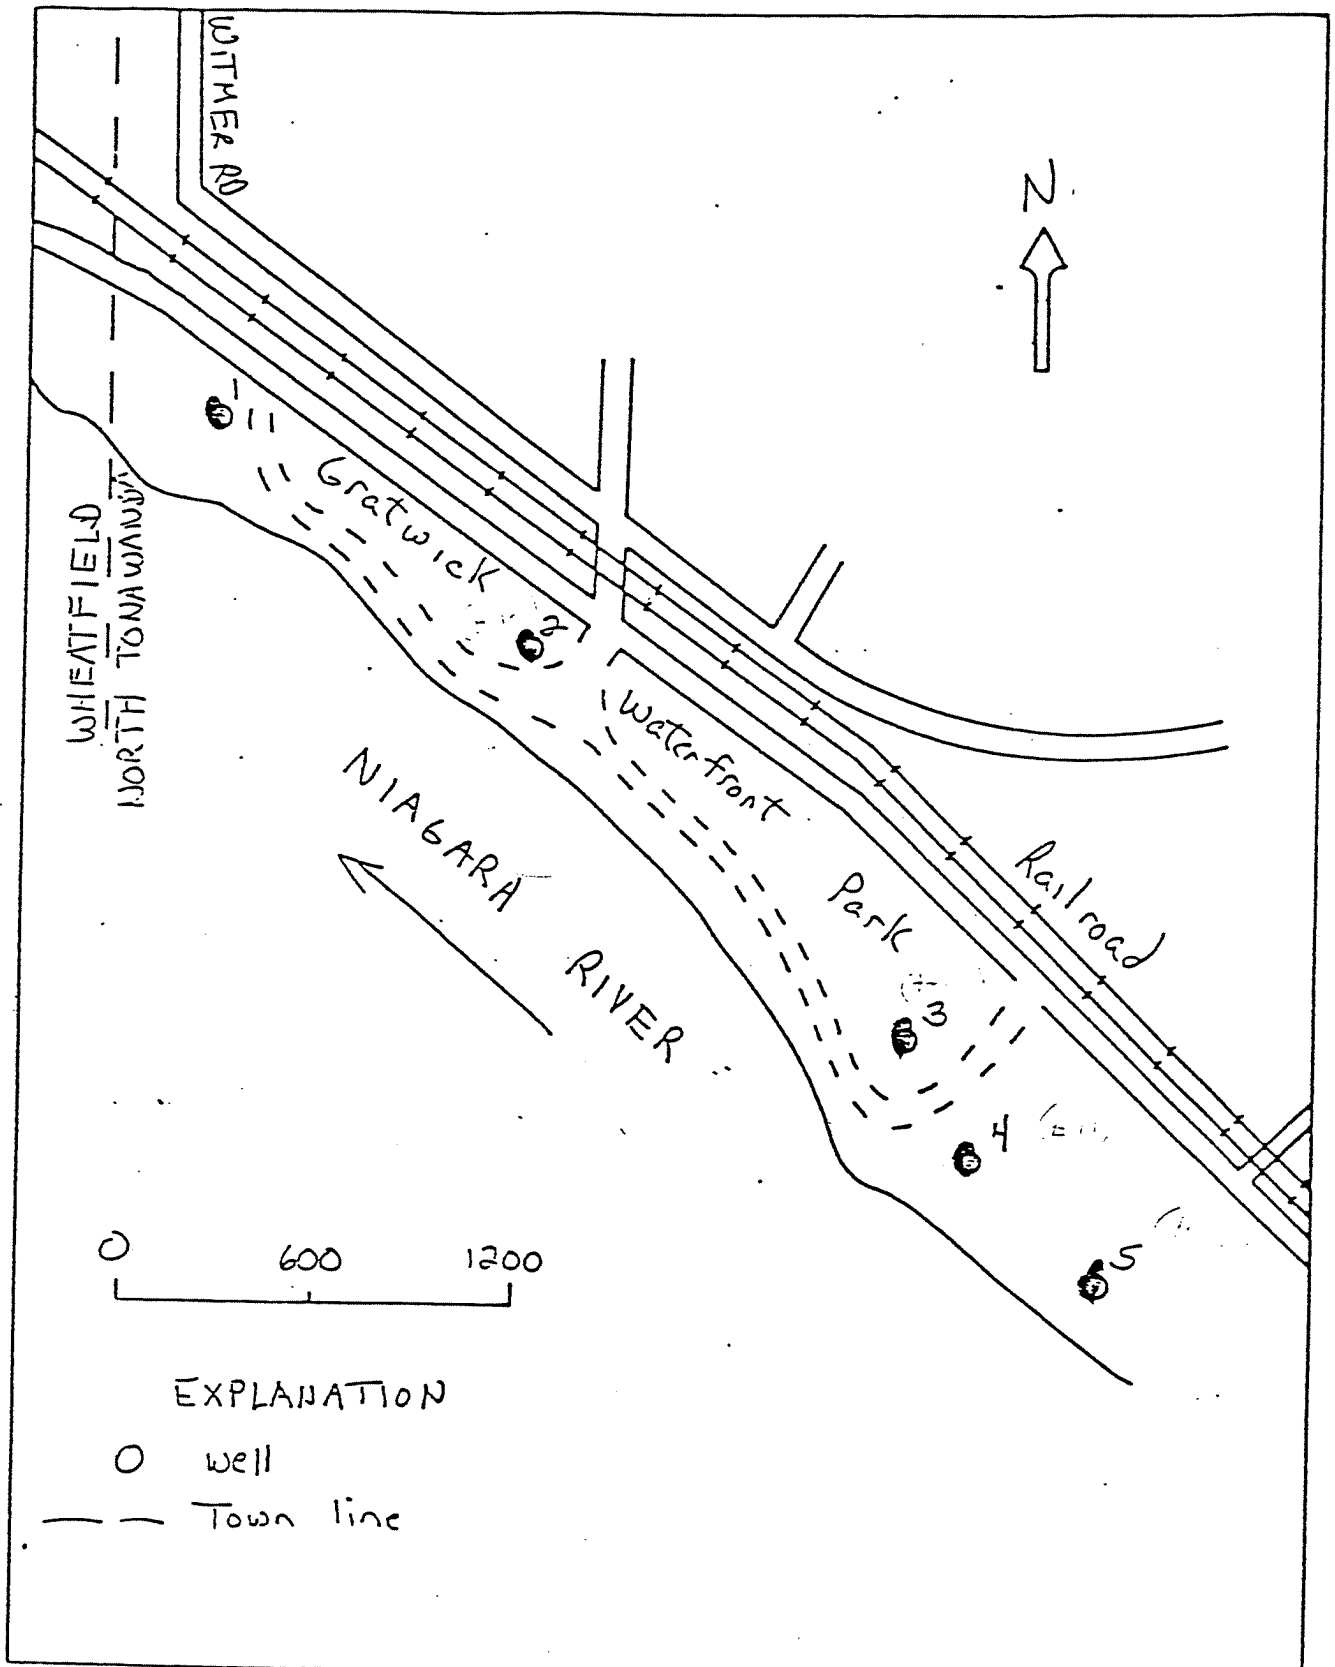 WITMER RD
N
1
Gratwick
2
WHEATFIELD
NORTH TONAWANDA
Waterfront
NIAGARA
Park
Railroad
RIVER
3
4
5
0 600 1200
EXPLANATION
O well
— — Town line